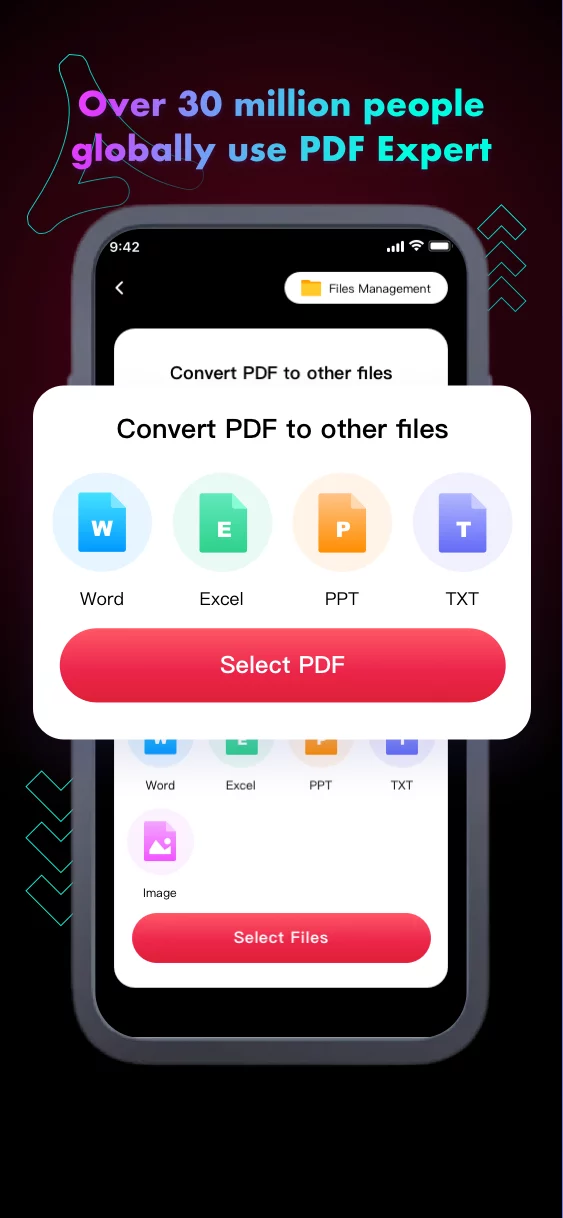 Over 30 million people
globally use PDF Expert
9:42
Files Management
Convert PDF to other files
Convert PDF to other files
W
E
P
T
Word
Excel
PPT
TXT
Select PDF
W
E
P
T
Word
Excel
PPT
TXT
Image
Select Files